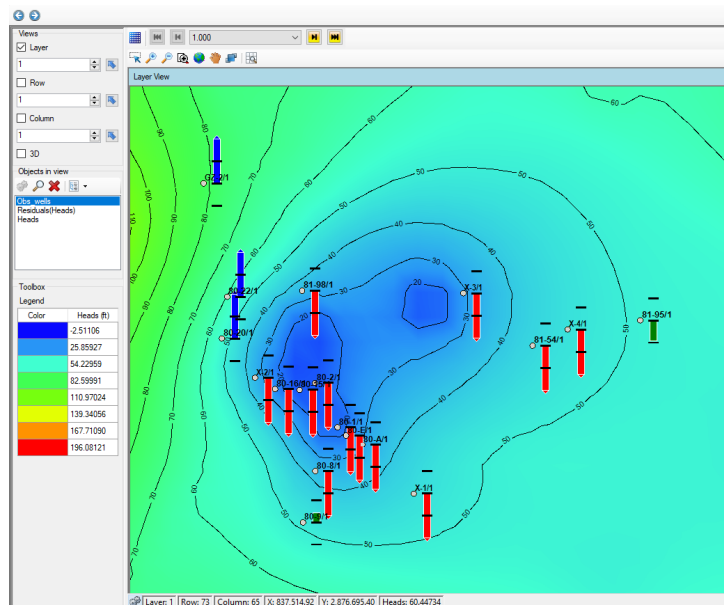 Views
Layer
1
Row
1
Column
1
3D
Objects in view
Obs_wells
Residuals(Heads)
Heads
Toolbox
Legend
Color Heads (ft)
-2.51106
25.85927
54.22959
82.59991
110.97024
139.34056
167.71090
196.08121
1.000
Layer View
80-22/1
80-20/1
81-98/1
X-3/1
81-95/1
X-4/1
81-54/1
X-2/1
80-2/1
80-1/1
80-E/1
80-A/1
80-8/1
X-1/1
80-9/1
90
80
70
60
50
40
30
20
Layer: 1 Row: 73 Column: 65 X: 837.514.92 Y: 2.876.695.40 Heads: 60.44734